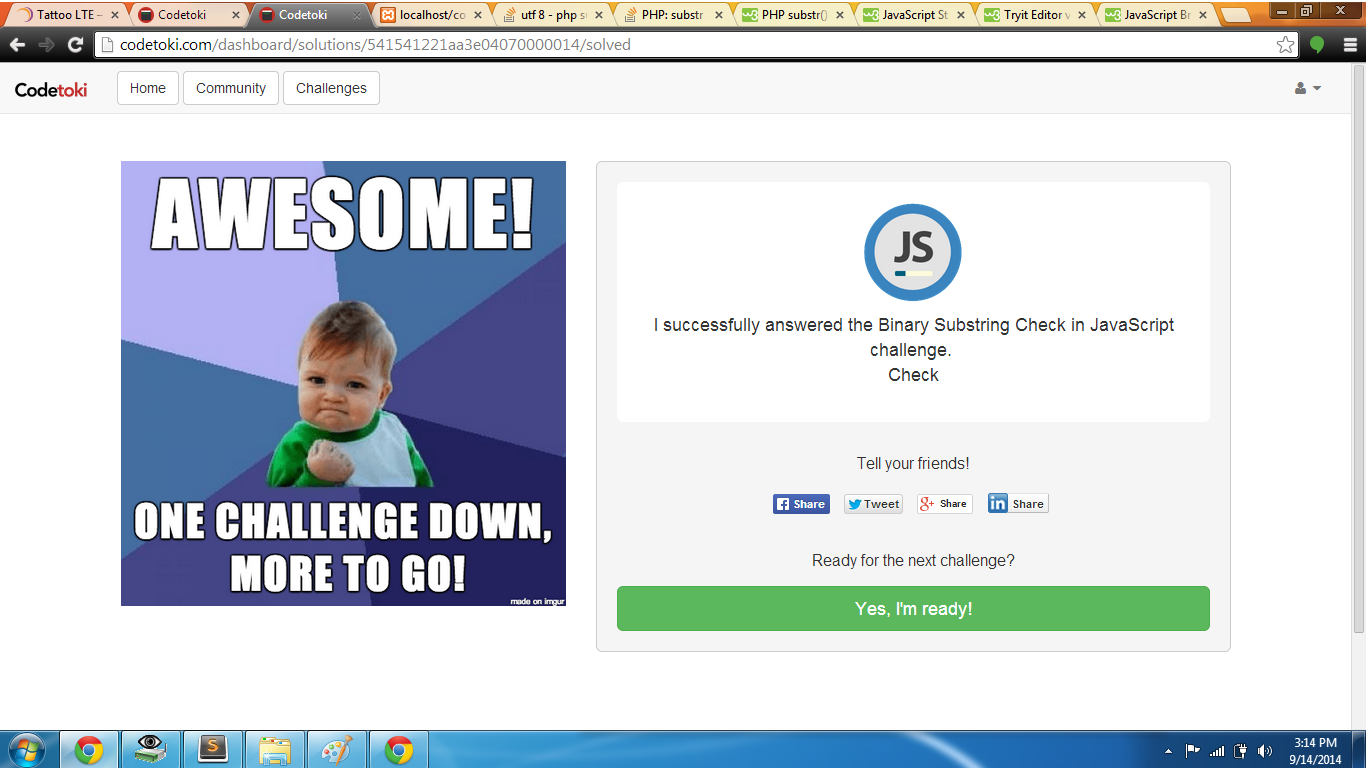 Tattoo LTE –
Codetoki
Codetoki
localhost/co
utf 8 - php su
PHP: substr
PHP substr()
JavaScript St
Tryit Editor v
JavaScript Br
codetoki.com/dashboard/solutions/541541221aa3e04070000014/solved
Codetoki
Home
Community
Challenges
AWESOME!
ONE CHALLENGE DOWN,
MORE TO GO!
made on imgur
JS
I successfully answered the Binary Substring Check in JavaScript
challenge.
Check
Tell your friends!
Share
Tweet
Share
Share
Ready for the next challenge?
Yes, I'm ready!
3:14 PM
9/14/2014